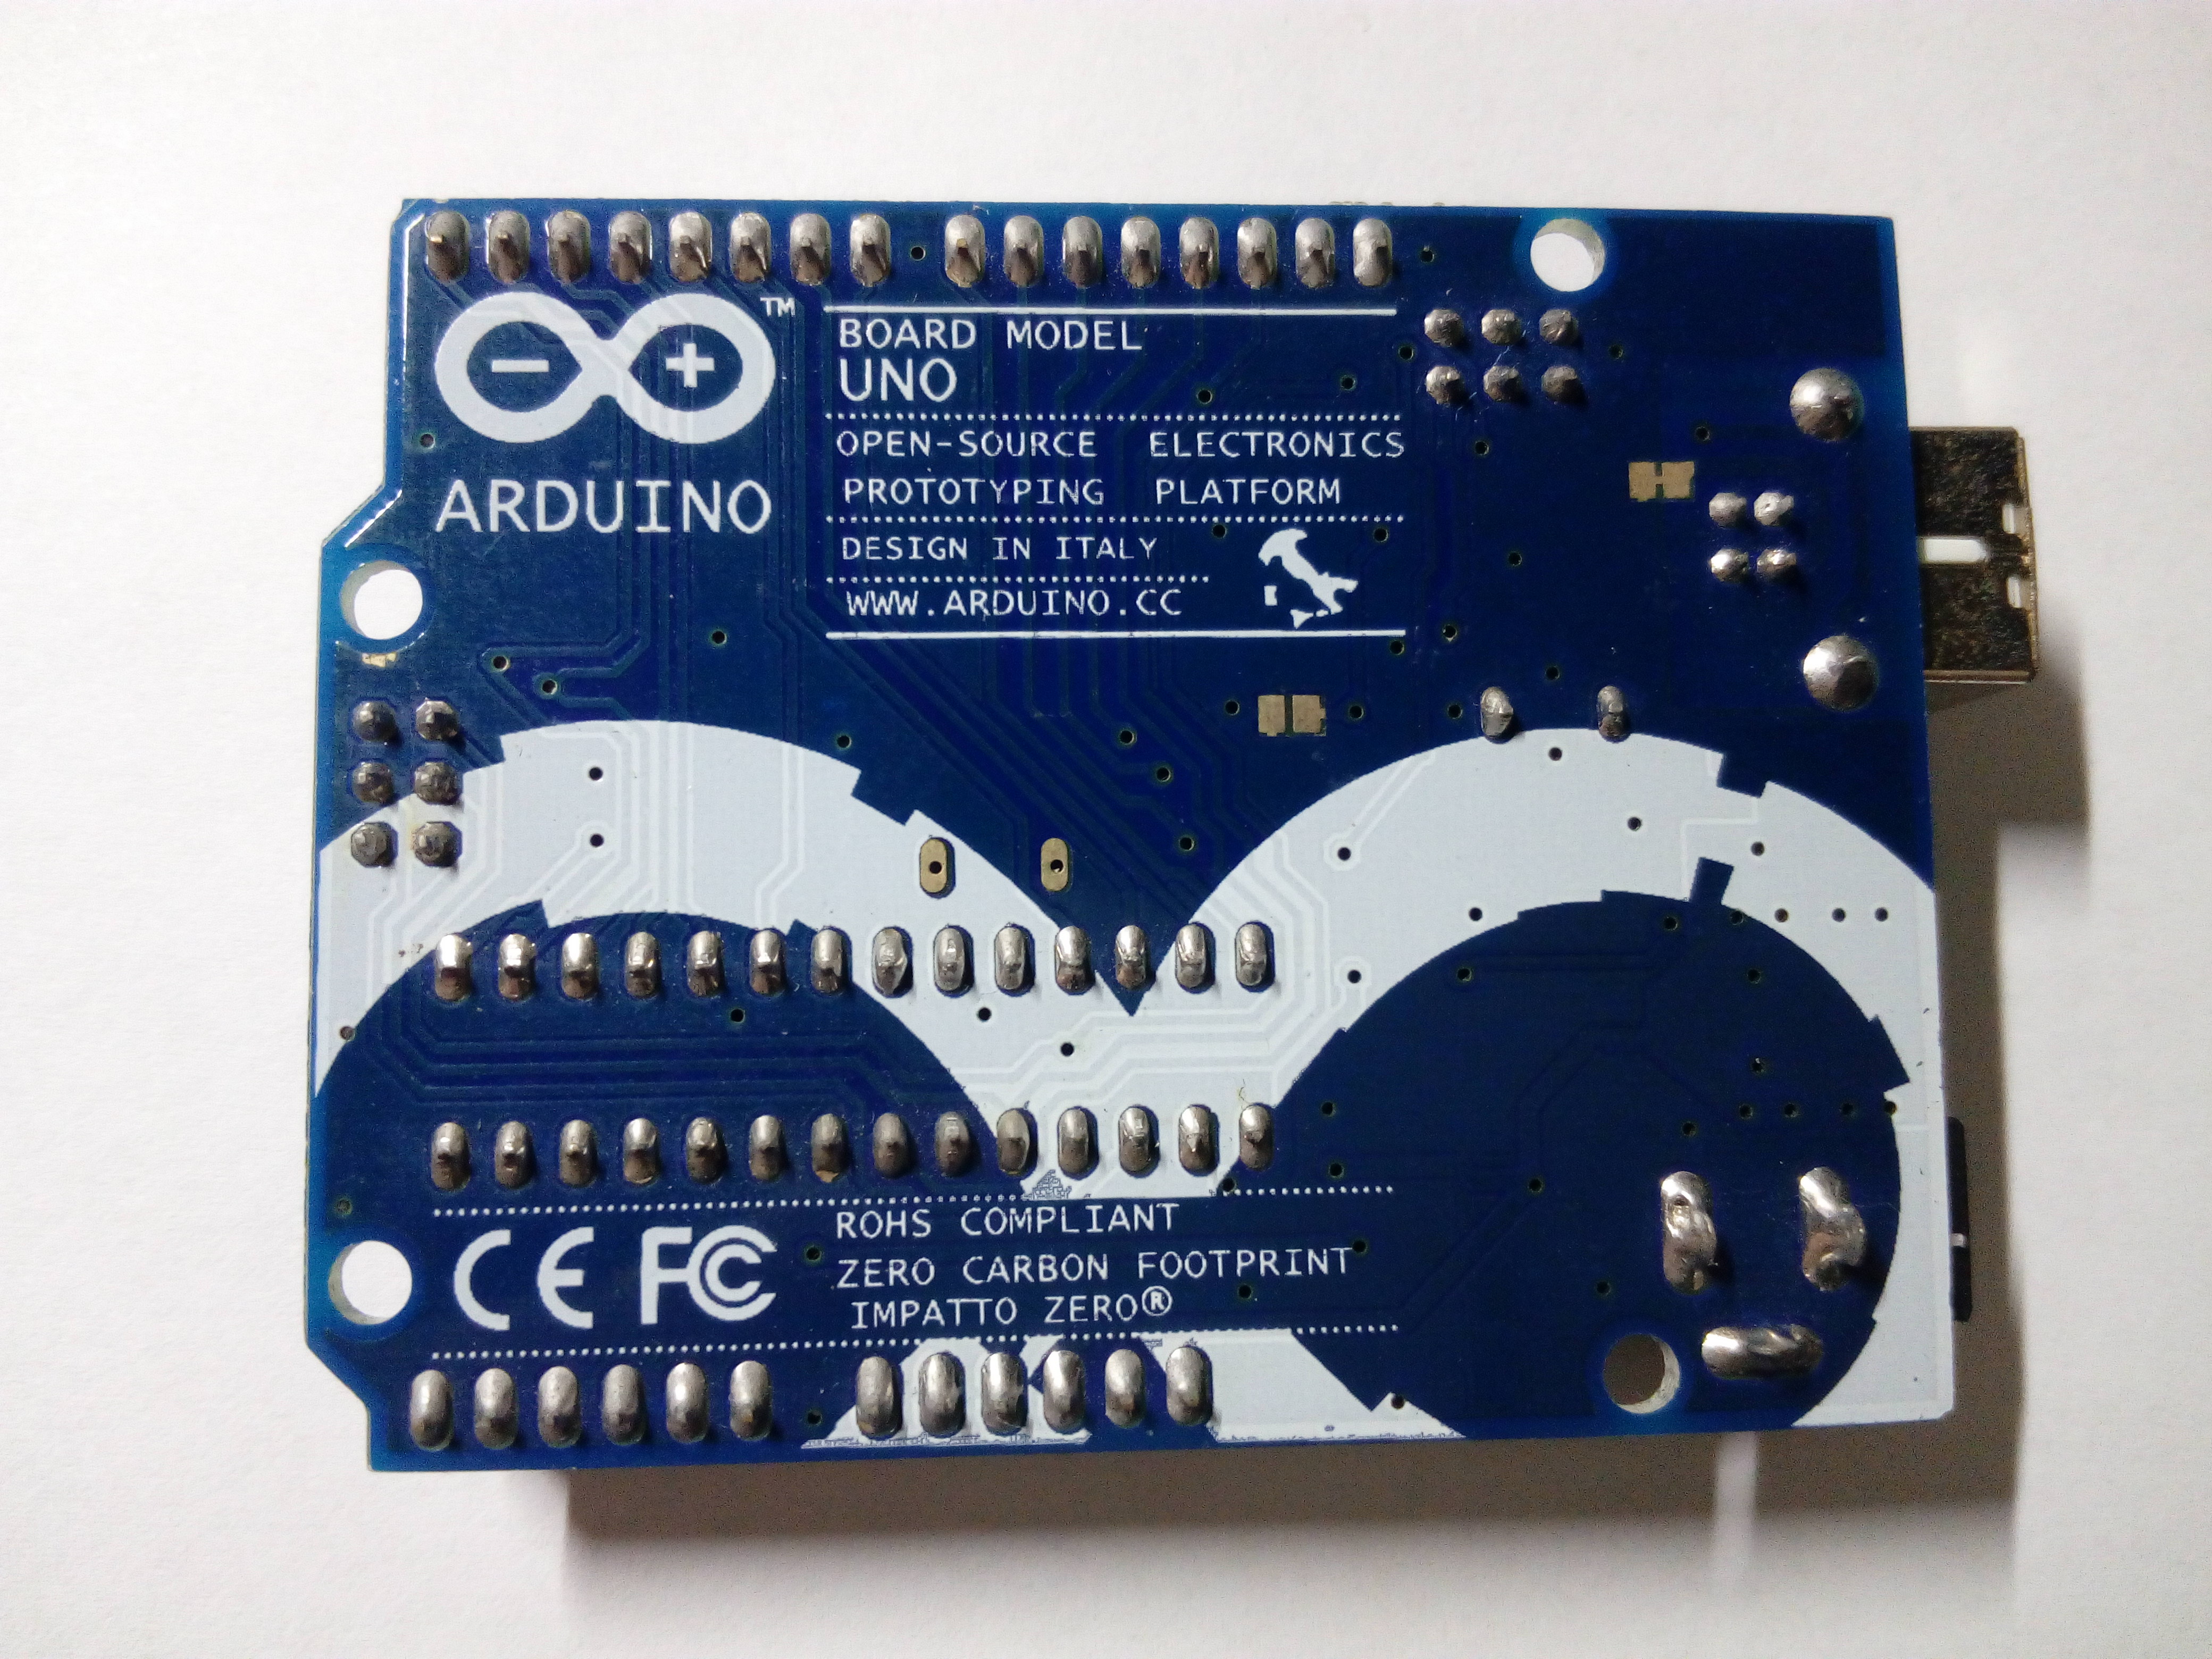 TM
ARDUINO
BOARD MODEL
UNO
OPEN-SOURCE ELECTRONICS
PROTOTYPING PLATFORM
DESIGN IN ITALY
WWW.ARDUINO.CC
CE FC
ROHS COMPLIANT
ZERO CARBON FOOTPRINT
IMPATTO ZERO®